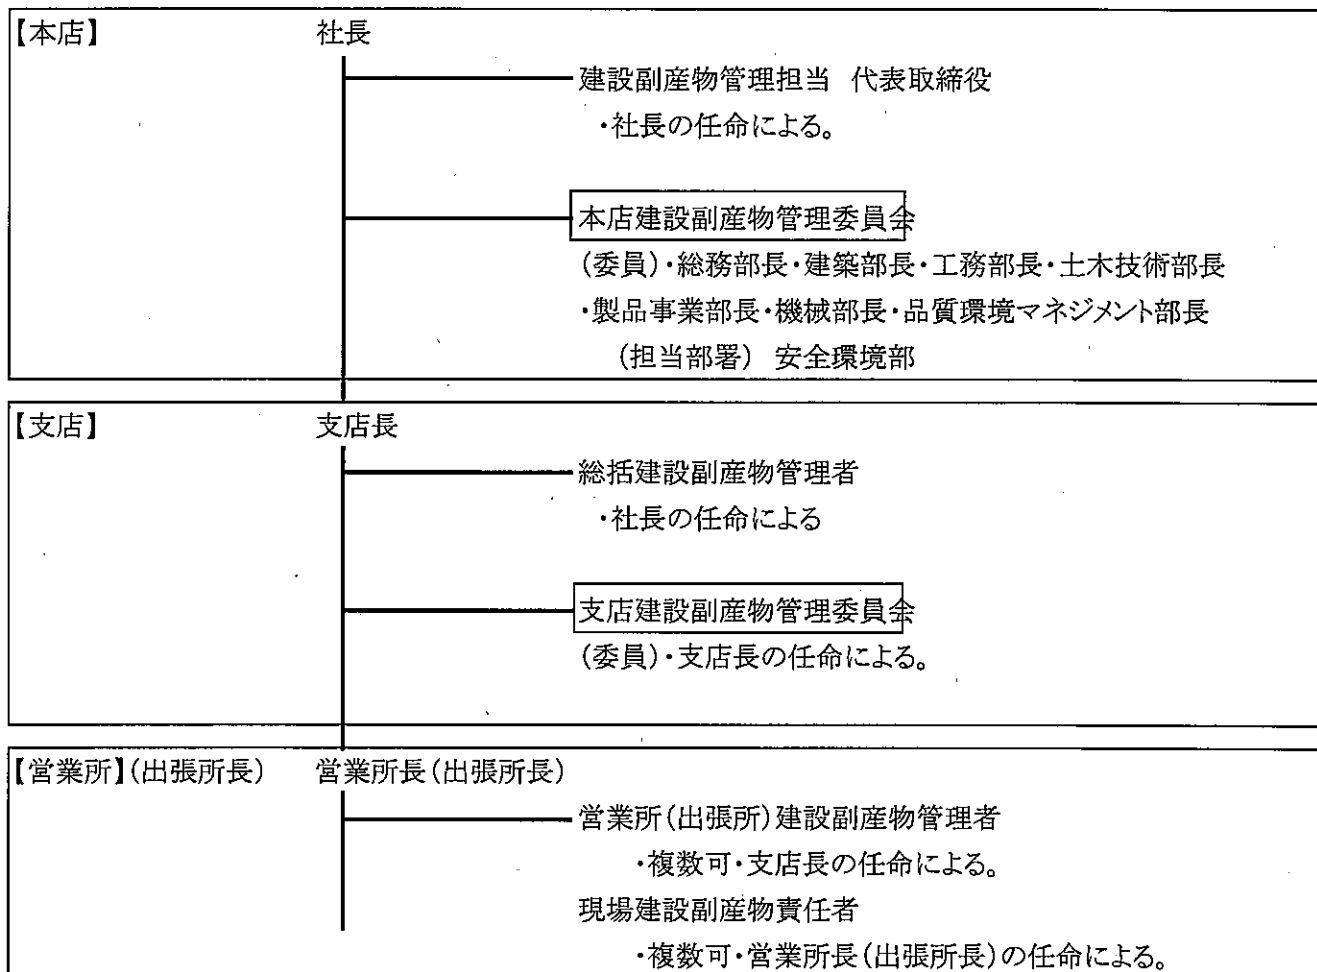 【本店】 社長
建設副産物管理担当 代表取締役
・社長の任命による。
本店建設副産物管理委員会
(委員)・総務部長・建築部長・工務部長・土木技術部長
・製品事業部長・機械部長・品質環境マネジメント部長
(担当部署) 安全環境部
【支店】 支店長
総括建設副産物管理者
・社長の任命による
支店建設副産物管理委員会
(委員)・支店長の任命による。
【営業所】(出張所長) 営業所長(出張所長)
営業所(出張所)建設副産物管理者
・複数可・支店長の任命による。
現場建設副産物責任者
・複数可・営業所長(出張所長)の任命による。